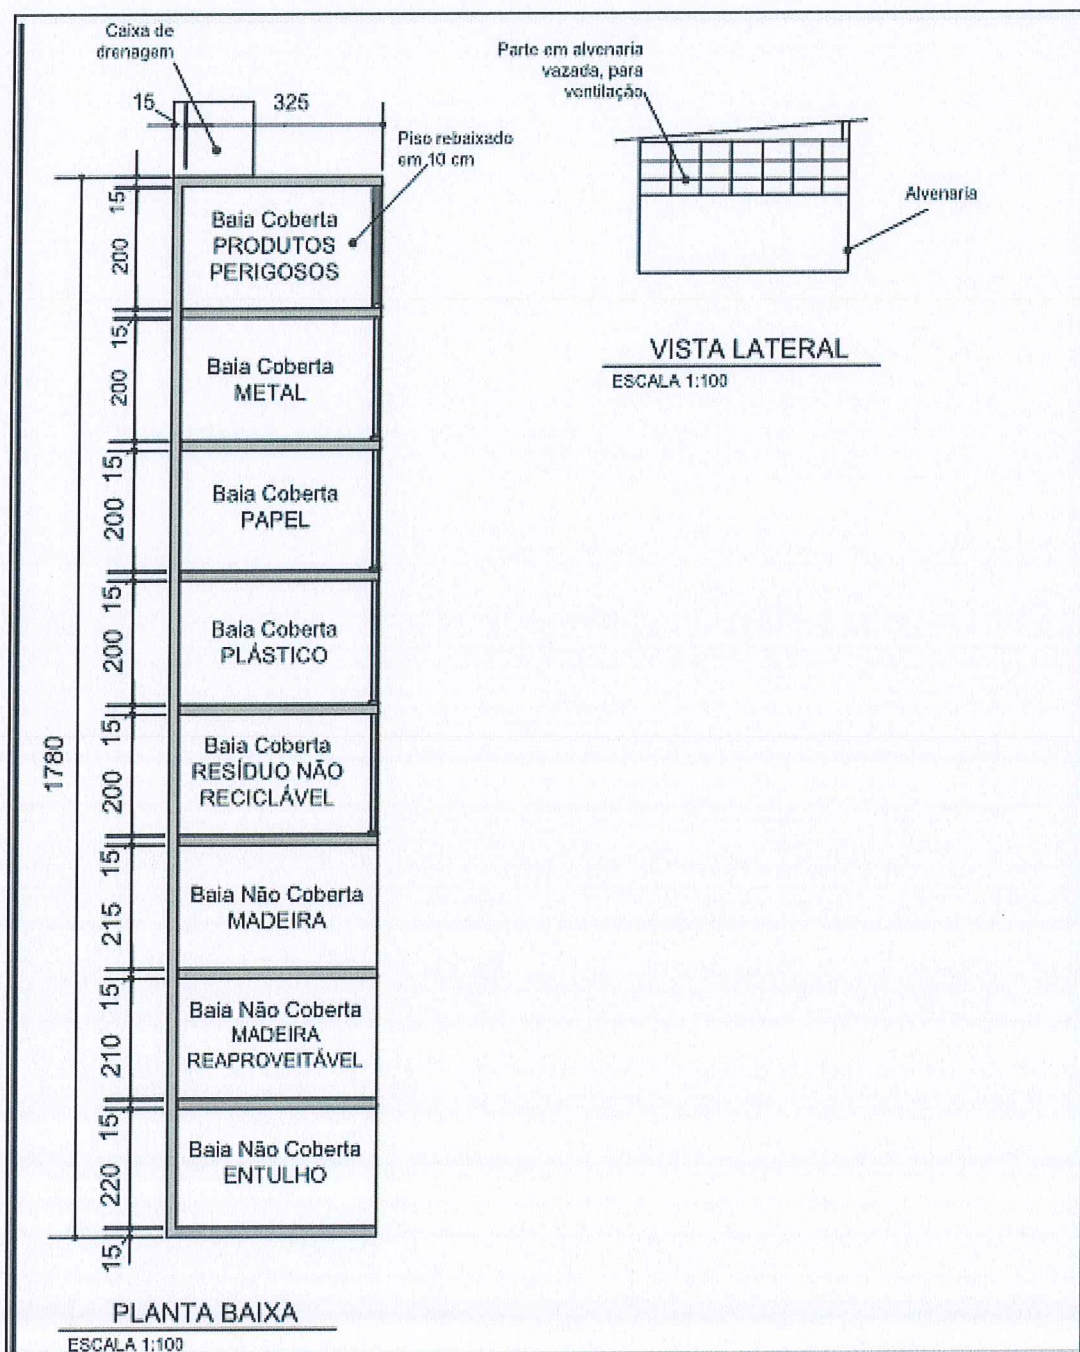 Caixa de
drenagem
15
325
Piso rebaixado
em 10 cm
15
200
15
200
15
200
15
200
15
200
15
215
15
210
15
220
15
1780
Baia Coberta
PRODUTOS
PERIGOSOS
Baia Coberta
METAL
Baia Coberta
PAPEL
Baia Coberta
PLÁSTICO
Baia Coberta
RESÍDUO NÃO
RECICLÁVEL
Baia Não Coberta
MADEIRA
Baia Não Coberta
MADEIRA
REAPROVEITÁVEL
Baia Não Coberta
ENTULHO
PLANTA BAIXA
ESCALA 1:100
Parte em alvenaria
vazada, para
ventilação
Alvenaria
VISTA LATERAL
ESCALA 1:100